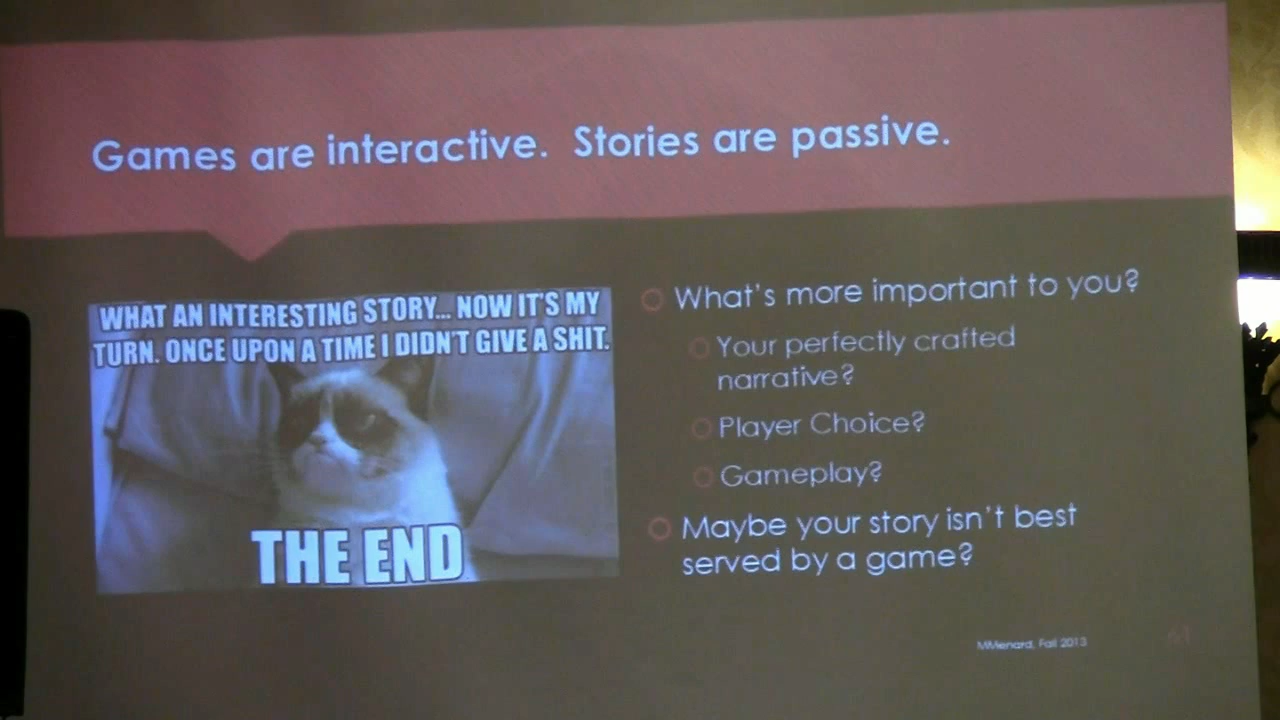 Games are interactive. Stories are passive.
WHAT AN INTERESTING STORY... NOW IT'S MY
TURN. ONCE UPON A TIME I DIDN'T GIVE A SHIT.
THE END
What's more important to you?
Your perfectly crafted
narrative?
Player Choice?
Gameplay?
Maybe your story isn't best
served by a game?
MMenard, Fall 2013